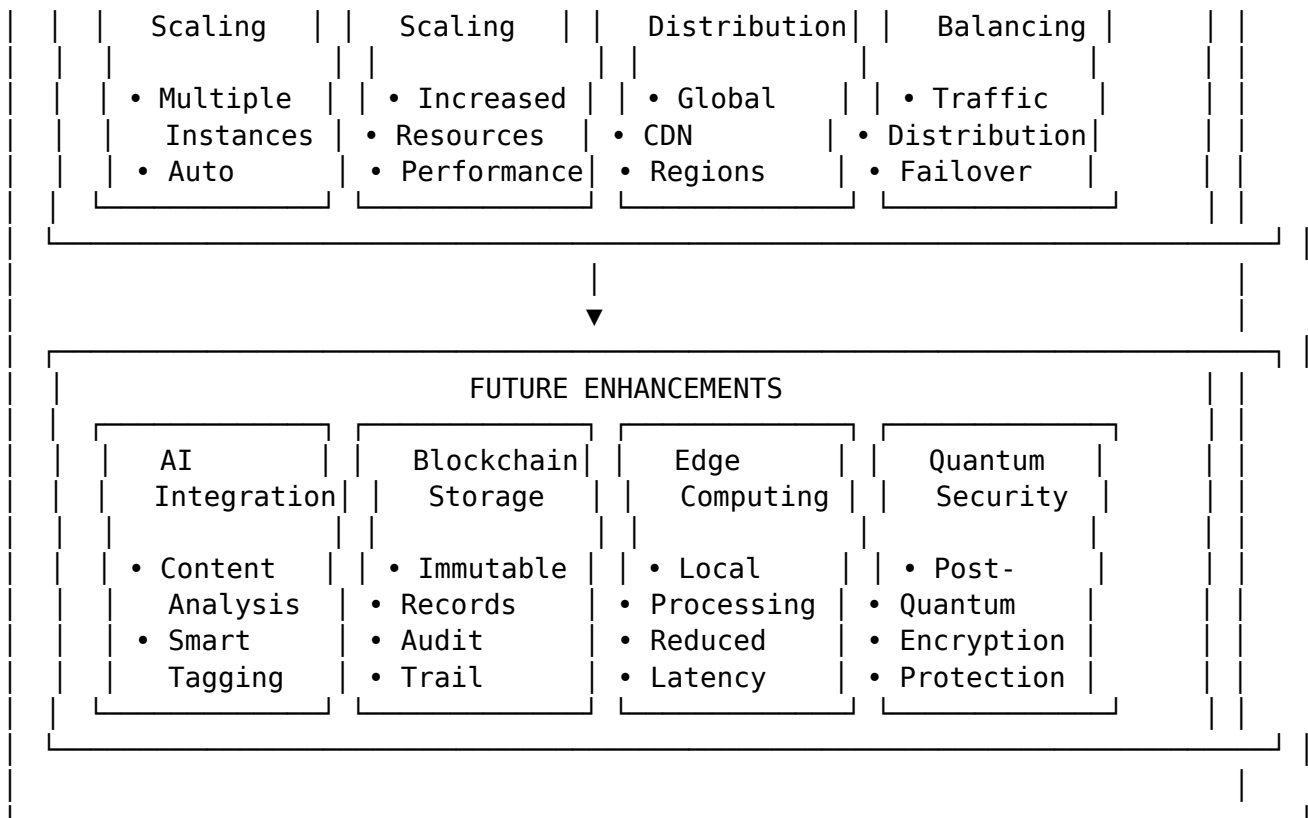 Scaling Scaling Distribution Balancing
• Multiple • Increased • Global • Traffic
Instances • Resources • CDN • Distribution
• Auto • Performance • Regions • Failover
▼
FUTURE ENHANCEMENTS
AI Blockchain Edge Quantum
Integration Storage Computing Security
• Content • Immutable • Local • Post-
Analysis • Records • Processing • Quantum
• Smart • Audit • Reduced • Encryption
Tagging • Trail • Latency • Protection